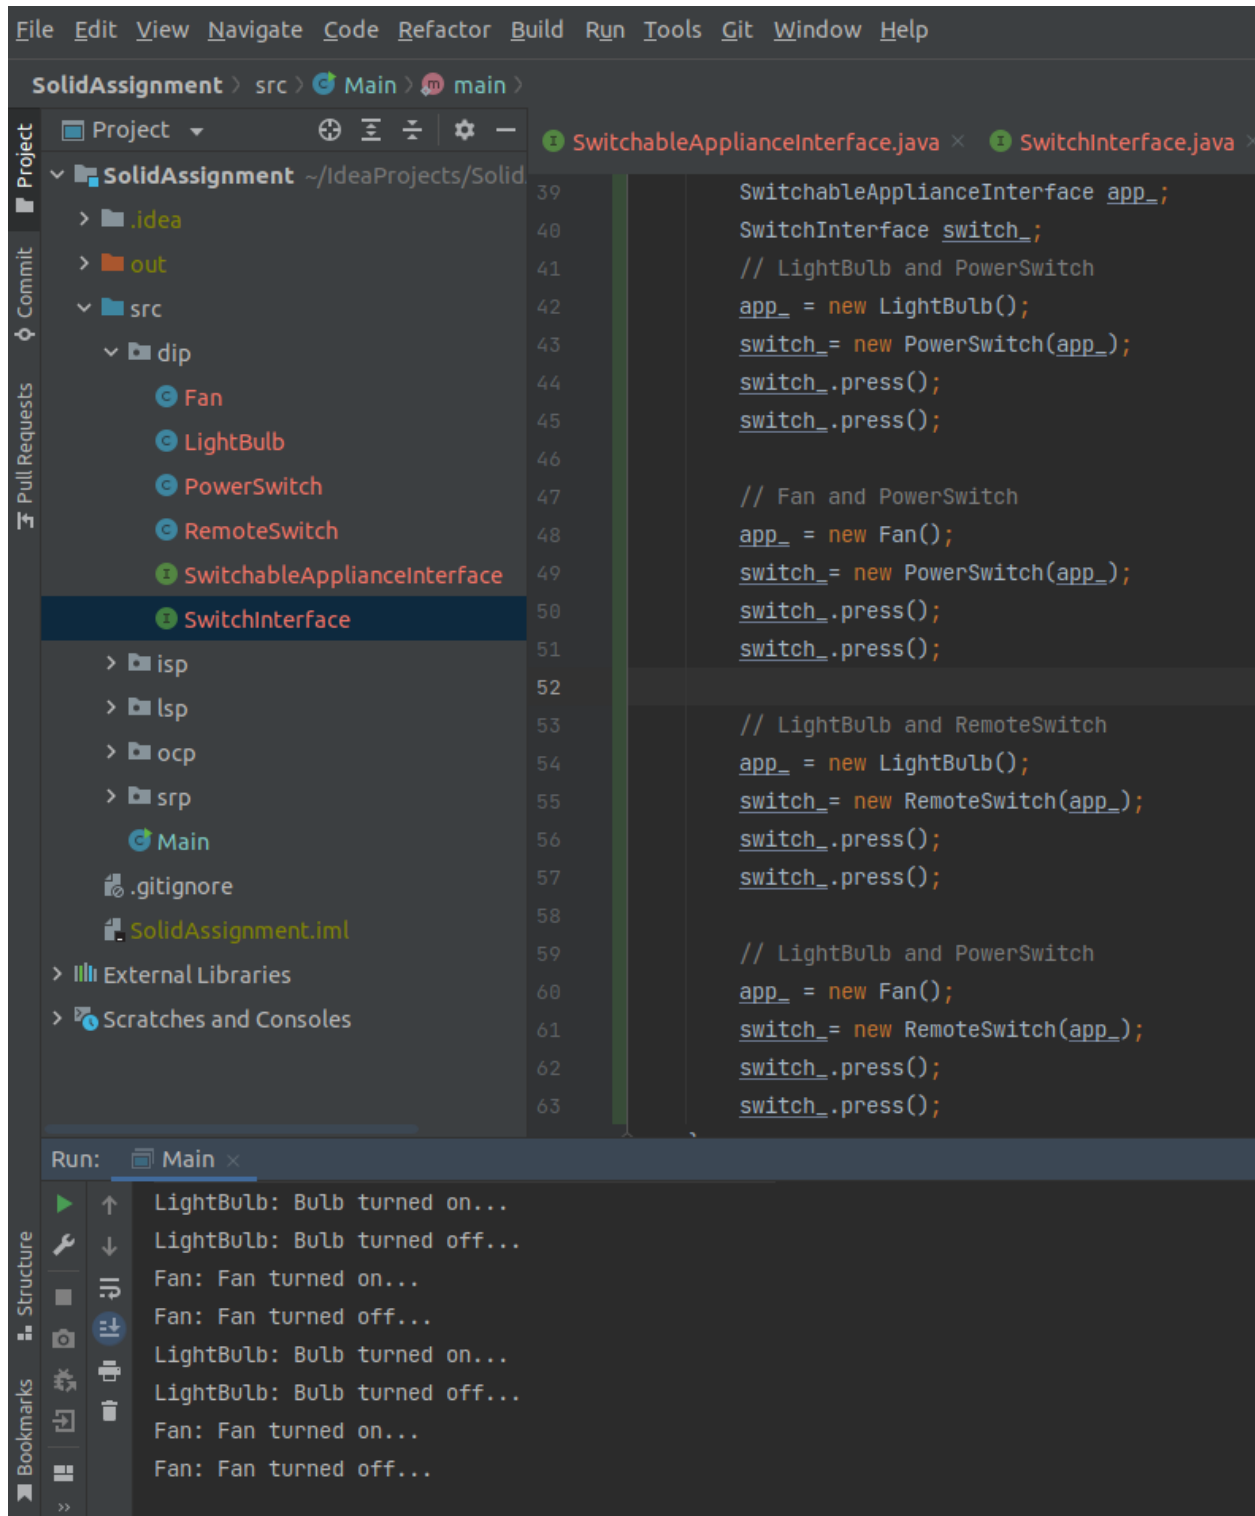 File Edit View Navigate Code Refactor Build Run Tools Git Window Help
SolidAssignment src Main main
Project
SolidAssignment ~/IdeaProjects/Solid
.idea
out
src
dip
Fan
LightBulb
PowerSwitch
RemoteSwitch
SwitchableApplianceInterface
SwitchInterface
isp
lsp
ocp
srp
Main
.gitignore
SolidAssignment.iml
External Libraries
Scratches and Consoles
Project
Commit
Pull Requests
Structure
Bookmarks
SwitchableApplianceInterface.java SwitchInterface.java
39 SwitchableApplianceInterface app_;
40 SwitchInterface switch_;
41 // LightBulb and PowerSwitch
42 app_ = new LightBulb();
43 switch_= new PowerSwitch(app_);
44 switch_.press();
45 switch_.press();
46
47 // Fan and PowerSwitch
48 app_ = new Fan();
49 switch_= new PowerSwitch(app_);
50 switch_.press();
51 switch_.press();
52
53 // LightBulb and RemoteSwitch
54 app_ = new LightBulb();
55 switch_= new RemoteSwitch(app_);
56 switch_.press();
57 switch_.press();
58
59 // LightBulb and PowerSwitch
60 app_ = new Fan();
61 switch_= new RemoteSwitch(app_);
62 switch_.press();
63 switch_.press();
Run: Main
LightBulb: Bulb turned on...
LightBulb: Bulb turned off...
Fan: Fan turned on...
Fan: Fan turned off...
LightBulb: Bulb turned on...
LightBulb: Bulb turned off...
Fan: Fan turned on...
Fan: Fan turned off...